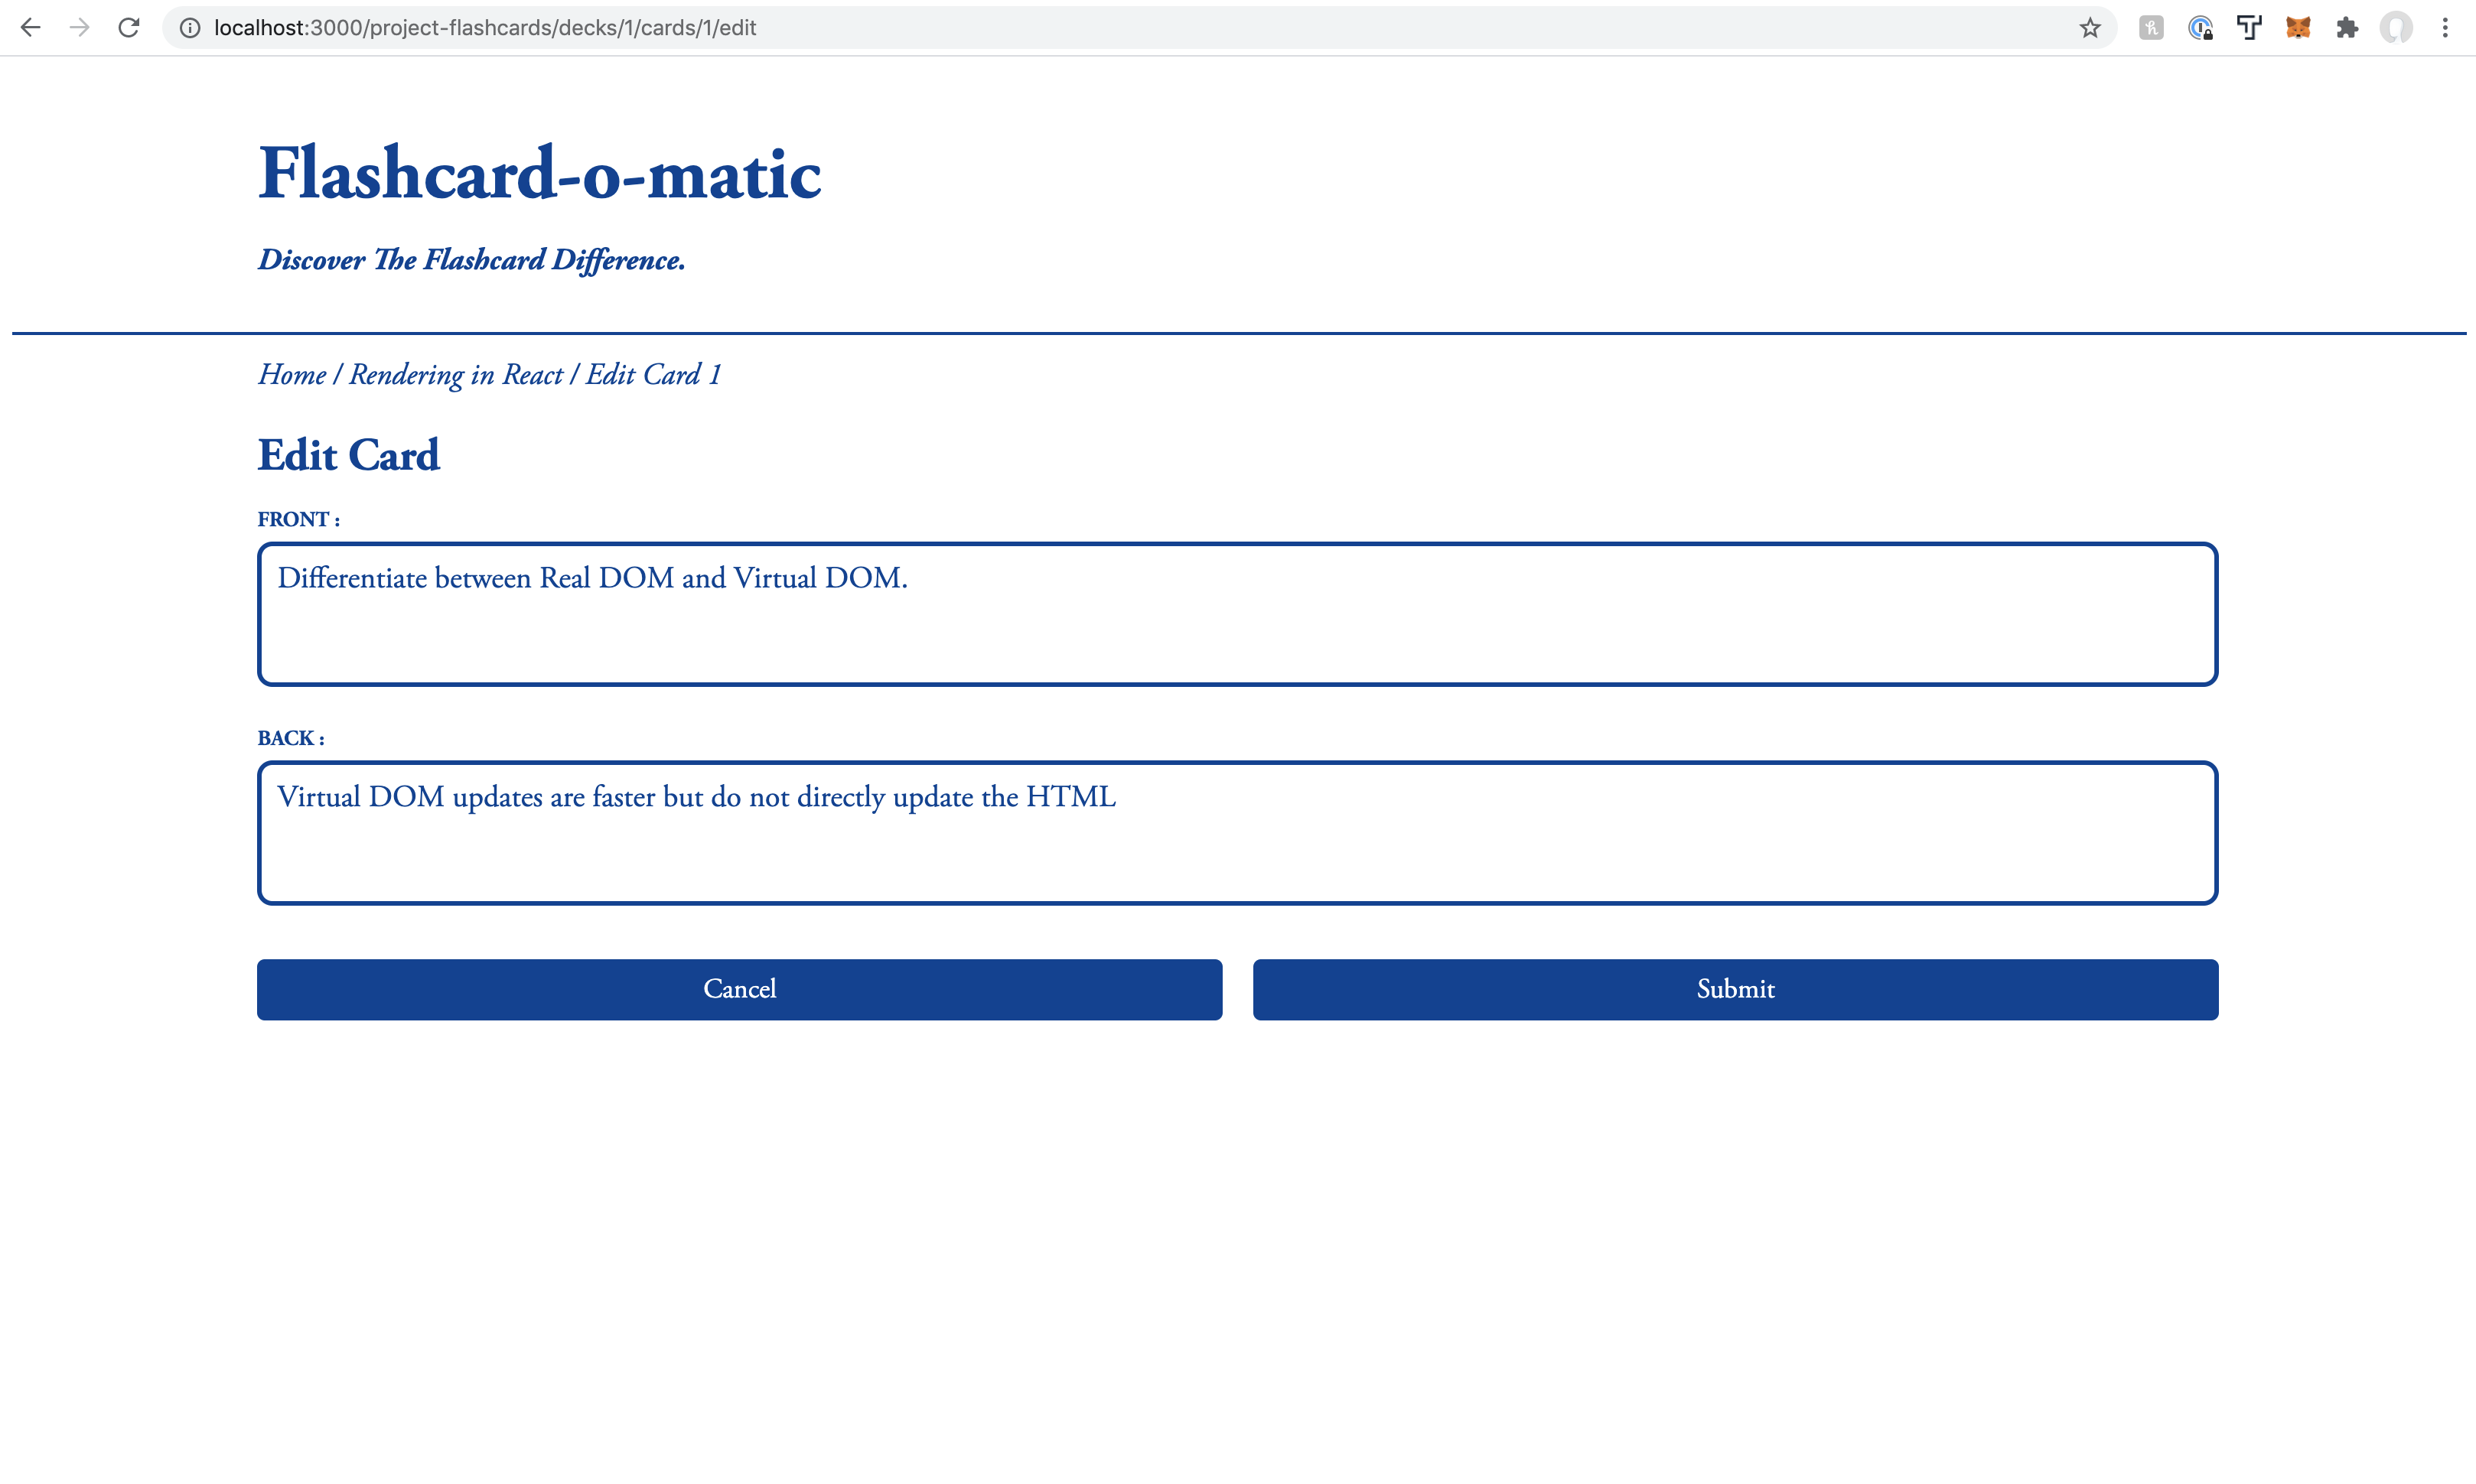 localhost:3000/project-flashcards/decks/1/cards/1/edit
Flashcard-o-matic
Discover The Flashcard Difference.
Home / Rendering in React / Edit Card 1
Edit Card
FRONT :
Differentiate between Real DOM and Virtual DOM.
BACK :
Virtual DOM updates are faster but do not directly update the HTML
Cancel Submit